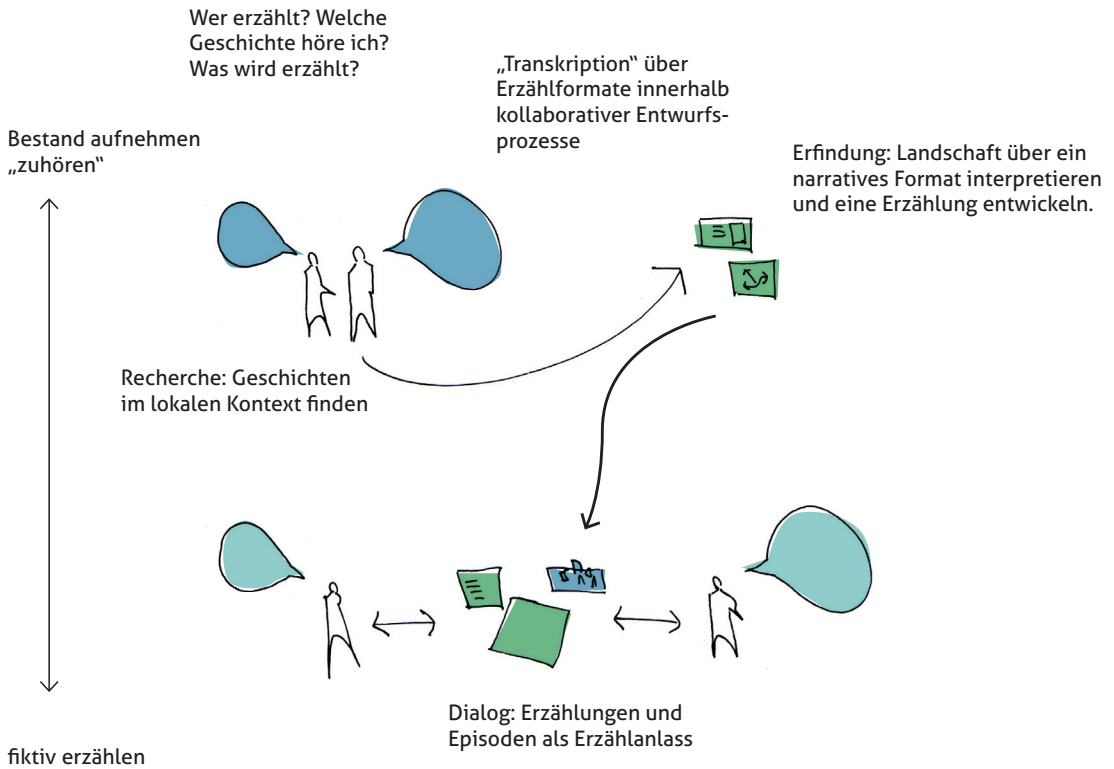 Wer erzählt? Welche
Geschichte höre ich?
Was wird erzählt?
„Transkription“ über
Erzählformate innerhalb
kollaborativer Entwurfs-
prozesse
Bestand aufnehmen
„zuhören“
Erfindung: Landschaft über ein
narratives Format interpretieren
und eine Erzählung entwickeln.
Recherche: Geschichten
im lokalen Kontext finden
Dialog: Erzählungen und
Episoden als Erzählanlass
fiktiv erzählen